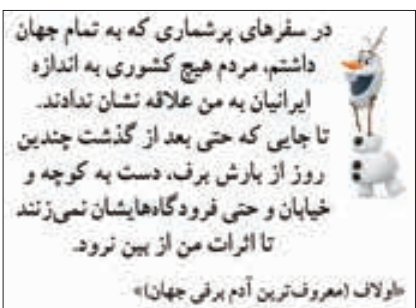 در سفرهای پرشماری که به تمام جهان
داشتم، مردم هیچ کشوری به اندازه
ایرانیان به من علاقه نشان ندادند.
تا جایی که حتی بعد از گذشت چندین
روز از بارش برف، دست به کوچه و
خیابان و حتی فرودگاه‌هایشان نمی‌زنند
تا اثرات من از بین نرود.
«اولاف (معروف‌ترین آدم برفی جهان)»